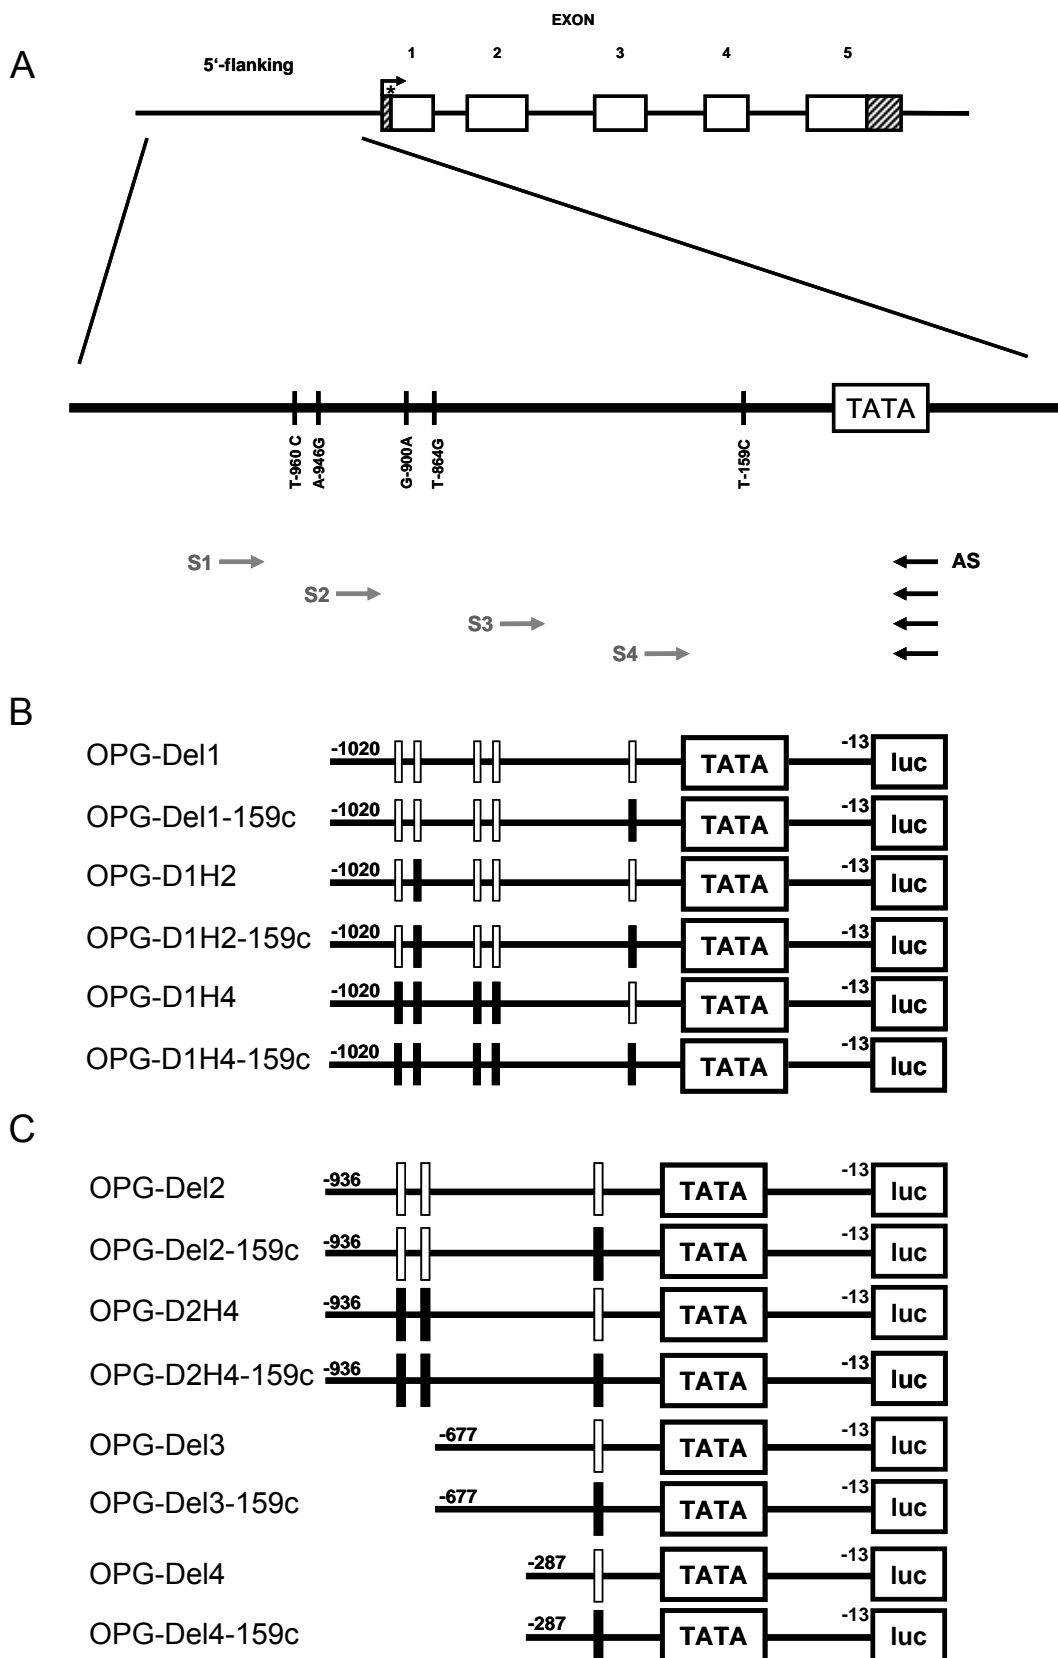 EXON
A
1 2 3 4 5
5‘-flanking
*
TATA
T-960 C
A-946G
G-900A
T-864G
T-159C
S1 AS
S2
S3
S4
B
OPG-Del1 -1020 TATA -13 luc
OPG-Del1-159c -1020 TATA -13 luc
OPG-D1H2 -1020 TATA -13 luc
OPG-D1H2-159c -1020 TATA -13 luc
OPG-D1H4 -1020 TATA -13 luc
OPG-D1H4-159c -1020 TATA -13 luc
C
OPG-Del2 -936 TATA -13 luc
OPG-Del2-159c -936 TATA -13 luc
OPG-D2H4 -936 TATA -13 luc
OPG-D2H4-159c -936 TATA -13 luc
OPG-Del3 -677 TATA -13 luc
OPG-Del3-159c -677 TATA -13 luc
OPG-Del4 -287 TATA -13 luc
OPG-Del4-159c -287 TATA -13 luc